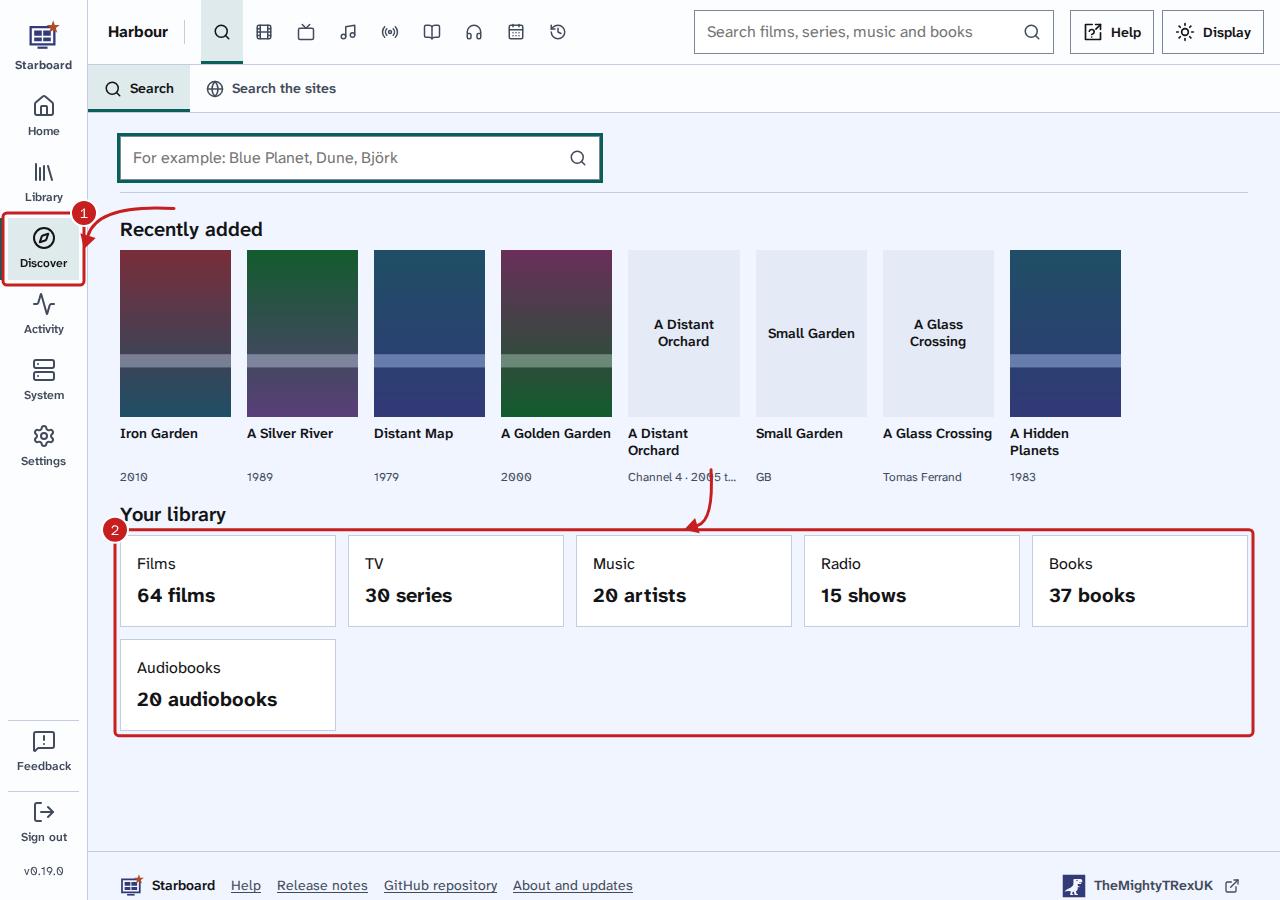 Starboard
Home
Library
1
Discover
Activity
System
Settings
Feedback
Sign out
v0.19.0
Harbour
Search films, series, music and books
Help
Display
Search
Search the sites
For example: Blue Planet, Dune, Björk
Recently added
A Distant
Orchard
Small Garden
A Glass
Crossing
Iron Garden
2010
A Silver River
1989
Distant Map
1979
A Golden Garden
2000
A Distant
Orchard
Channel 4 · 2005 t...
Small Garden
GB
A Glass Crossing
Tomas Ferrand
A Hidden
Planets
1983
Your library
2
Films
64 films
TV
30 series
Music
20 artists
Radio
15 shows
Books
37 books
Audiobooks
20 audiobooks
Starboard
Help
Release notes
GitHub repository
About and updates
TheMightyTRexUK